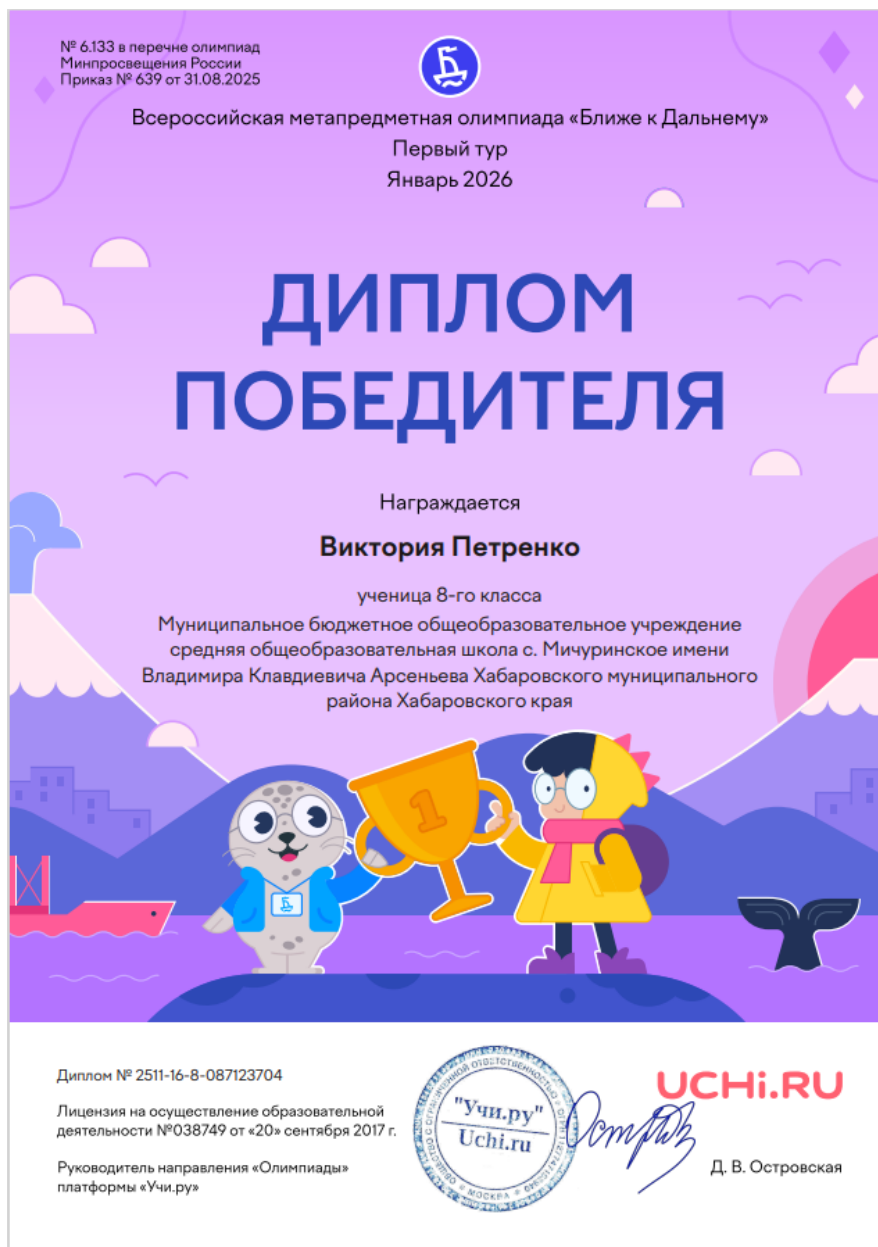 № 6.133 в перечне олимпиад
Минпросвещения России
Приказ № 639 от 31.08.2025
Всероссийская метапредметная олимпиада «Ближе к Дальнему»
Первый тур
Январь 2026
ДИПЛОМ
ПОБЕДИТЕЛЯ
Награждается
Виктория Петренко
ученица 8-го класса
Муниципальное бюджетное общеобразовательное учреждение
средняя общеобразовательная школа с. Мичуринское имени
Владимира Клавдиевича Арсеньева Хабаровского муниципального
района Хабаровского края
1
Диплом № 2511-16-8-087123704
Лицензия на осуществление образовательной
деятельности №038749 от «20» сентября 2017 г.
Руководитель направления «Олимпиады»
платформы «Учи.ру»
ОБЩЕСТВО С ОГРАНИЧЕННОЙ ОТВЕТСТВЕННОСТЬЮ
"Учи.ру"
Uchi.ru
МОСКВА
UCHi.RU
Д. В. Островская